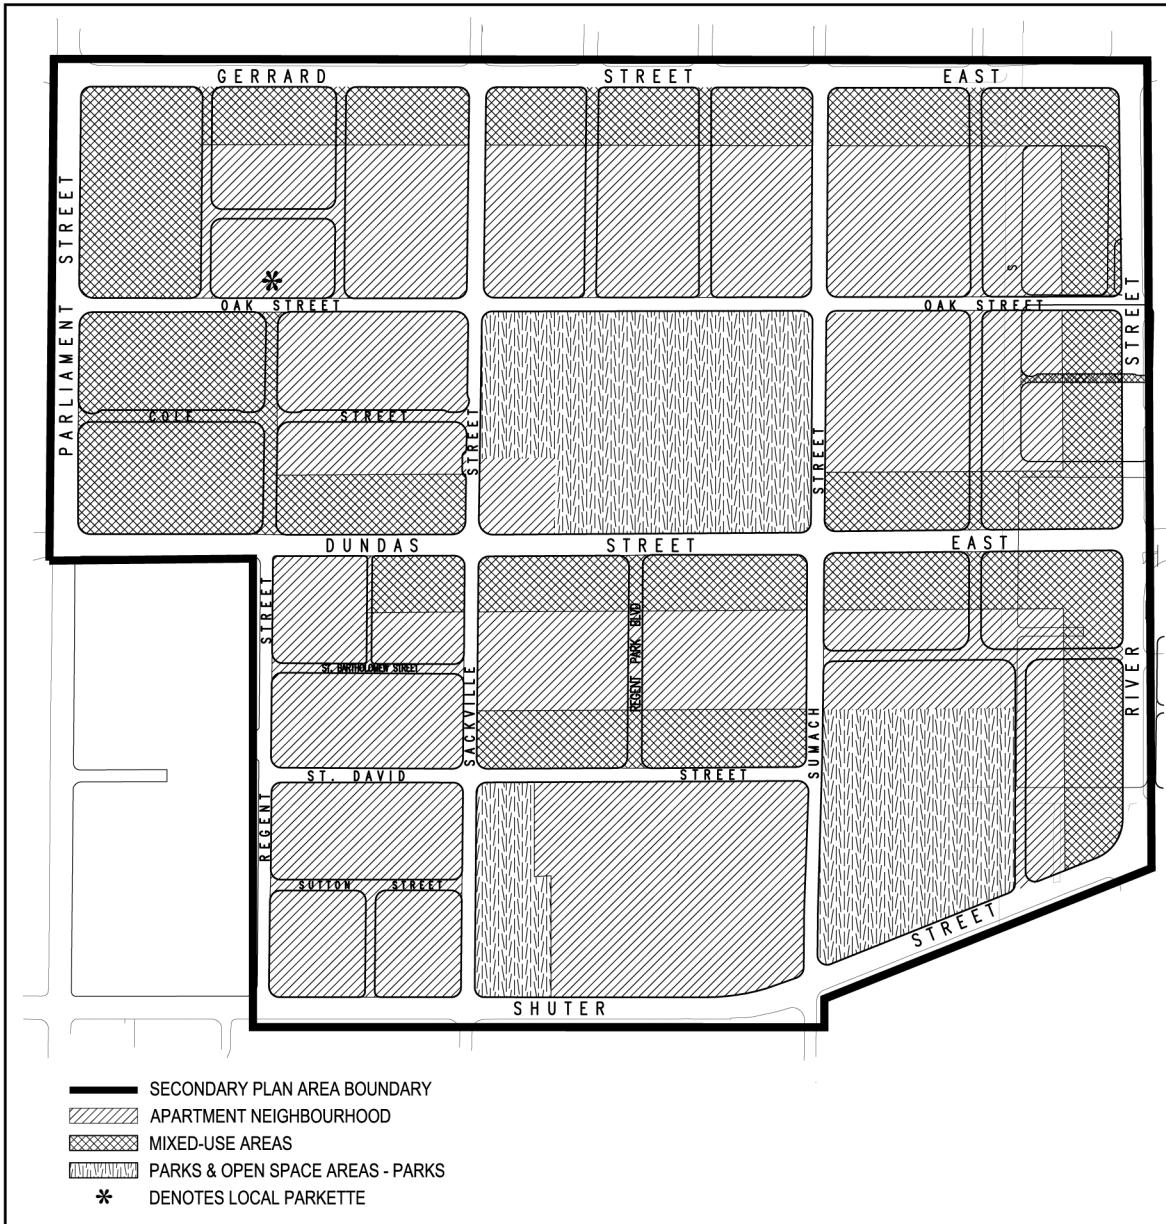 GERRARD STREET EAST
PARLIAMENT STREET
OAK STREET
OAK STREET
S
STREET
COLE STREET
STREET
STREET
DUNDAS STREET EAST
STREET
REGENT PARK BLVD
ST. BARTHOLOMEW STREET
SACKVILLE
SUMACH
RIVER
ST. DAVID STREET
REGENT
SUTTON STREET
STREET
SHUTER
SECONDARY PLAN AREA BOUNDARY
APARTMENT NEIGHBOURHOOD
MIXED-USE AREAS
PARKS & OPEN SPACE AREAS - PARKS
* DENOTES LOCAL PARKETTE